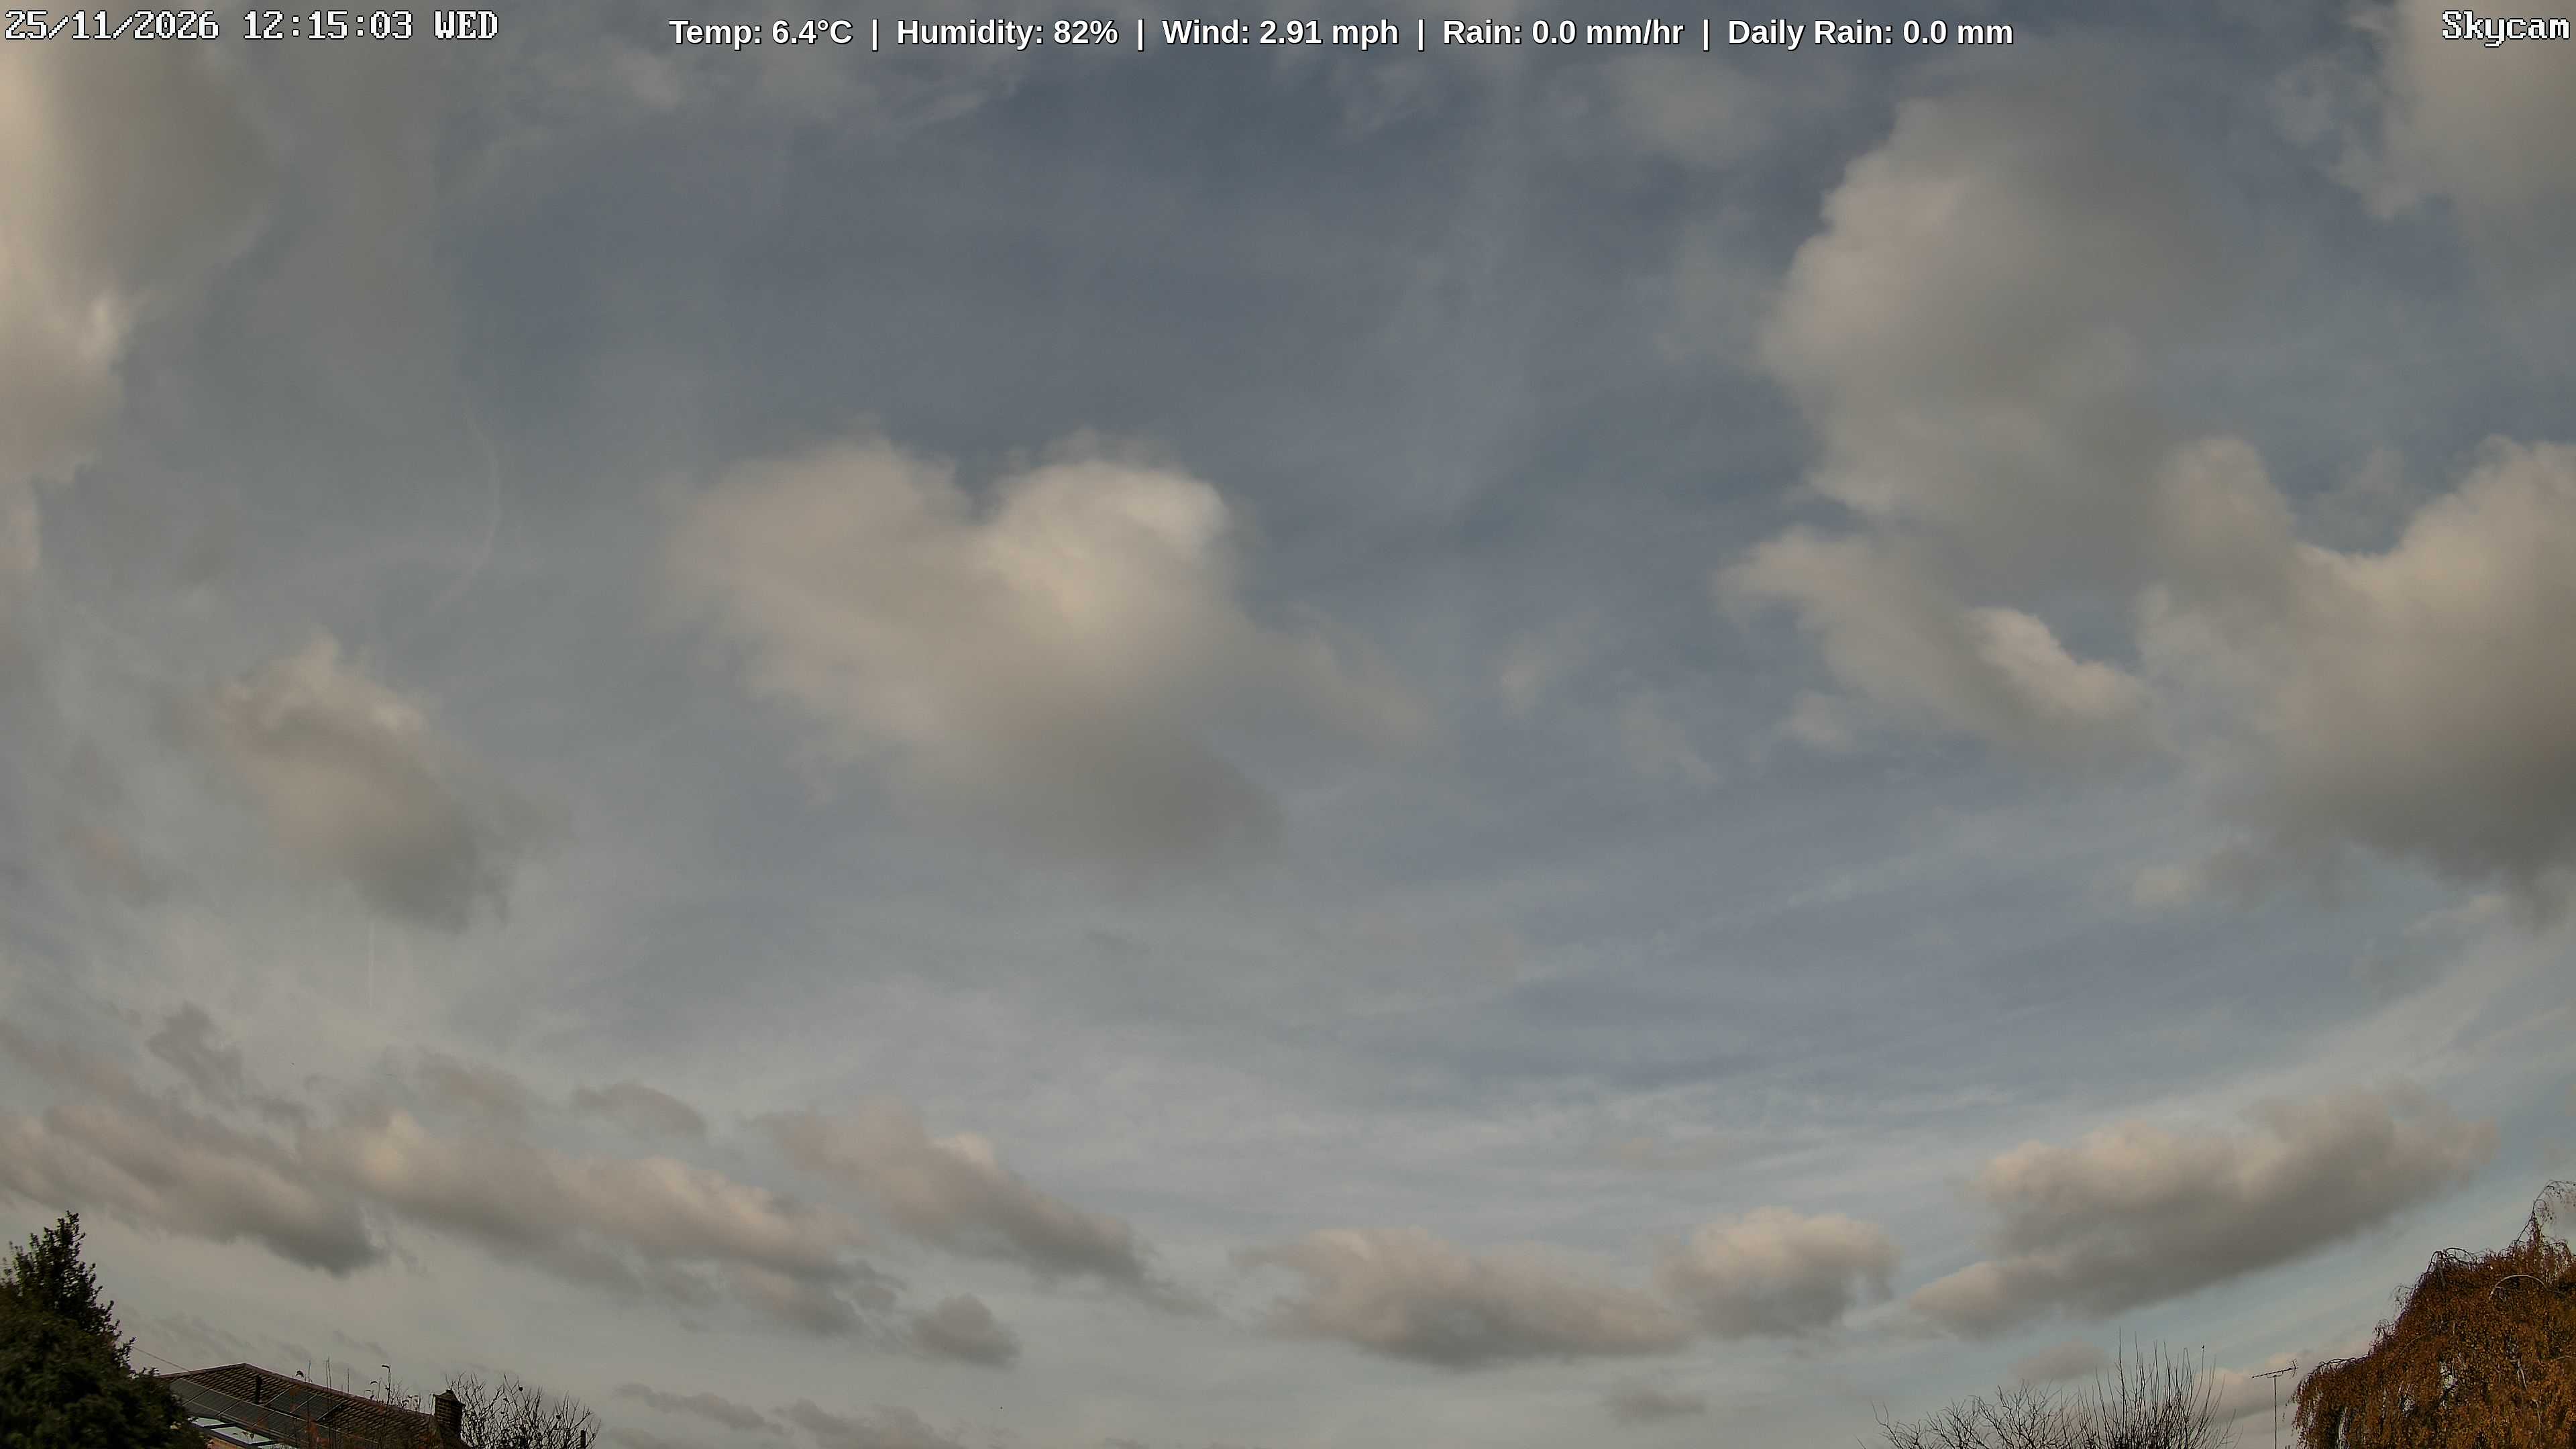 25/11/2026 12:15:03 WED
Temp: 6.4°C | Humidity: 82% | Wind: 2.91 mph | Rain: 0.0 mm/hr | Daily Rain: 0.0 mm
Skycam